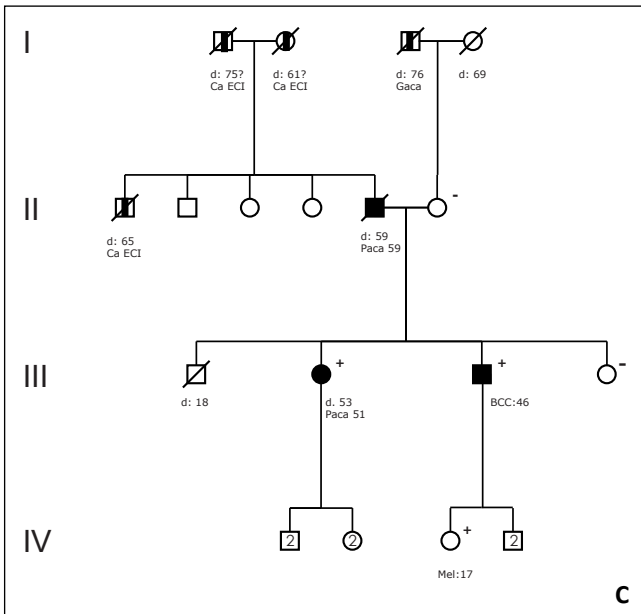 I
d: 75?
Ca ECI
d: 61?
Ca ECI
d: 76
Gaca
d: 69
II
-
d: 65
Ca ECI
d: 59
Paca 59
III
+
+
-
d: 18
d. 53
Paca 51
BCC:46
IV
2
2
+
2
Mel:17
C